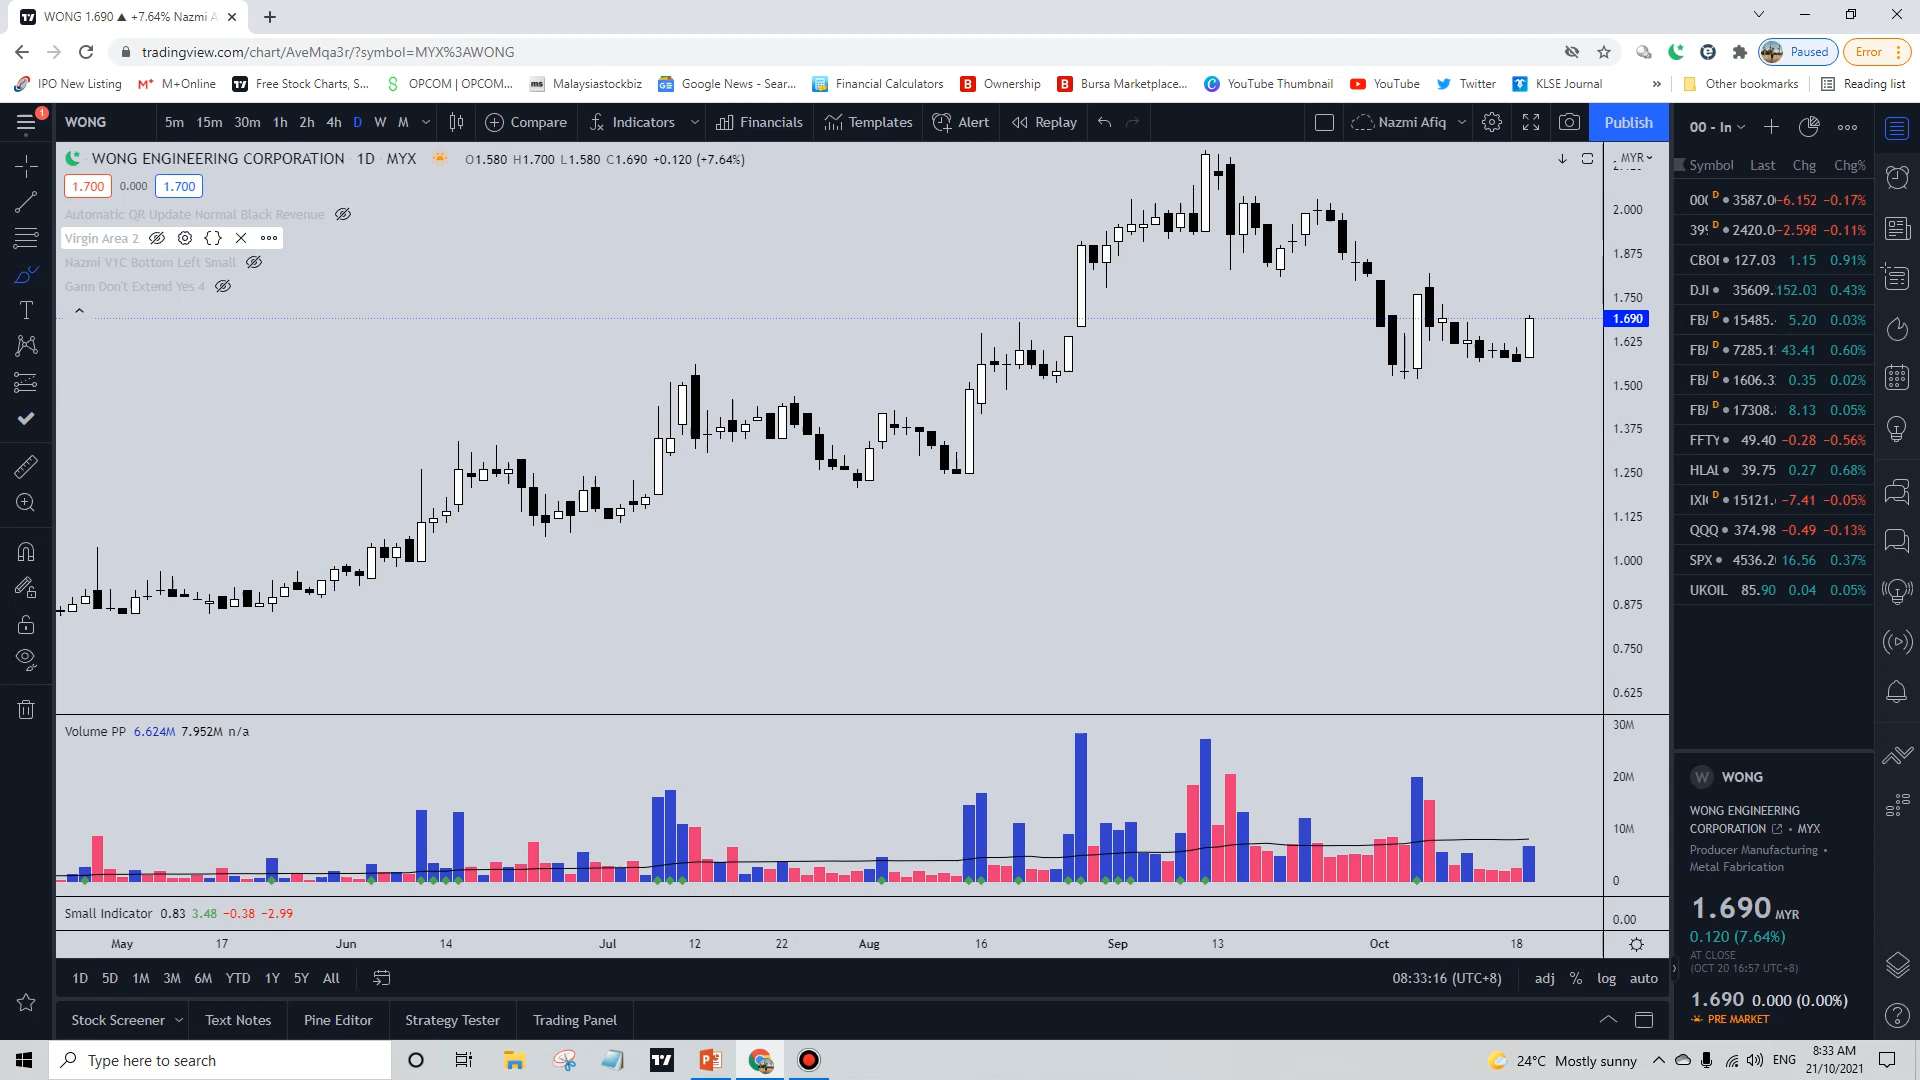 WONG 1.690 ▲ +7.64% Nazmi A
tradingview.com/chart/AveMqa3r/?symbol=MYX%3AWONG
Paused
Error
IPO New Listing
M+Online
Free Stock Charts, S...
OPCOM | OPCOM...
Malaysiastockbiz
Google News - Sear...
Financial Calculators
Ownership
Bursa Marketplace...
YouTube Thumbnail
YouTube
Twitter
KLSE Journal
»
Other bookmarks
Reading list
1
WONG
5m 15m 30m 1h 2h 4h D W M
Compare
Indicators
Financials
Templates
Alert
Replay
Nazmi Afiq
Publish
00 - In
WONG ENGINEERING CORPORATION 1D MYX O1.580 H1.700 L1.580 C1.690 +0.120 (+7.64%)
1.700 0.000 1.700
Automatic QR Update Normal Black Revenue
Virgin Area 2
Nazmi V1C Bottom Left Small
Gann Don't Extend Yes 4
MYR
2.000
1.875
1.750
1.690
1.625
1.500
1.375
1.250
1.125
1.000
0.875
0.750
0.625
Volume PP 6.624M 7.952M n/a
30M
20M
10M
0
Small Indicator 0.83 3.48 −0.38 −2.99
0.00
May 17 Jun 14 Jul 12 22 Aug 16 Sep 13 Oct 18
1D 5D 1M 3M 6M YTD 1Y 5Y All
08:33:16 (UTC+8)
adj % log auto
Stock Screener
Text Notes
Pine Editor
Strategy Tester
Trading Panel
Symbol Last Chg Chg%
000 D 3587.0 −6.152 −0.17%
399 D 2420.0 −2.598 −0.11%
CBOE 127.03 1.15 0.91%
DJI 35609. 152.03 0.43%
FB D 15485. 5.20 0.03%
FB D 7285.1 43.41 0.60%
FB D 1606.3 0.35 0.02%
FB D 17308. 8.13 0.05%
FFTY 49.40 −0.28 −0.56%
HLAL 39.75 0.27 0.68%
IXIC D 15121. −7.41 −0.05%
QQQ 374.98 −0.49 −0.13%
SPX 4536.2 16.56 0.37%
UKOIL 85.90 0.04 0.05%
W WONG
WONG ENGINEERING
CORPORATION • MYX
Producer Manufacturing •
Metal Fabrication
1.690 MYR
0.120 (7.64%)
AT CLOSE
(OCT 20 16:57 UTC+8)
1.690 0.000 (0.00%)
PRE MARKET
Type here to search
24°C Mostly sunny
ENG
8:33 AM
21/10/2021